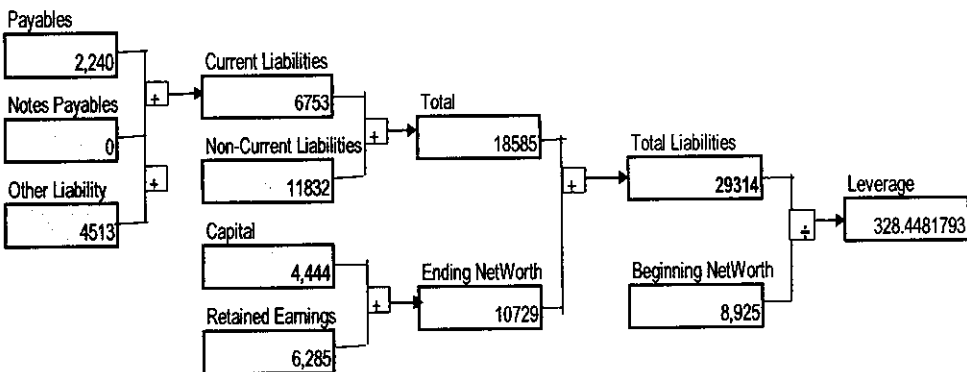 Payables
2,240
+
Notes Payables
0
+
Other Liability
4513
Current Liabilities
6753
+
Non-Current Liabilities
11832
Capital
4,444
+
Retained Earnings
6,285
Total
18585
+
Ending NetWorth
10729
Total Liabilities
29314
÷
Beginning NetWorth
8,925
Leverage
328.4481793